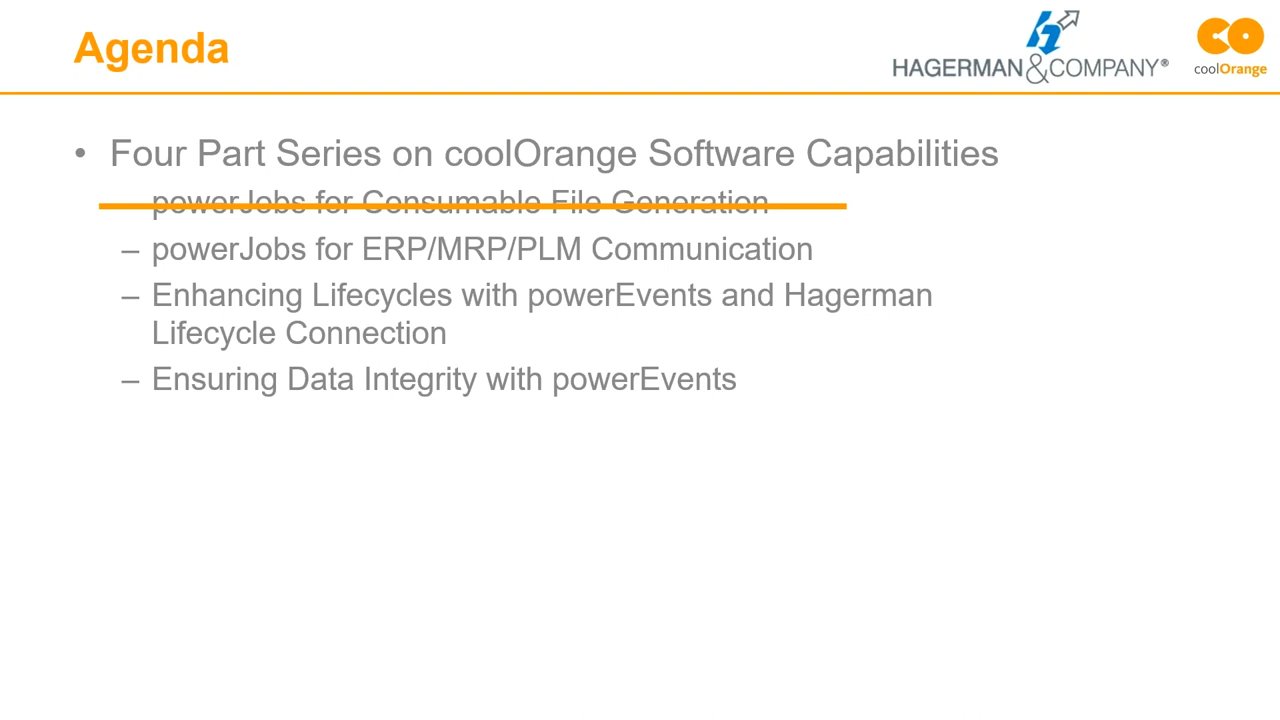 Agenda
HAGERMAN&COMPANY®
coolOrange
• Four Part Series on coolOrange Software Capabilities
powerJobs for Consumable File Generation
– powerJobs for ERP/MRP/PLM Communication
– Enhancing Lifecycles with powerEvents and Hagerman
Lifecycle Connection
– Ensuring Data Integrity with powerEvents